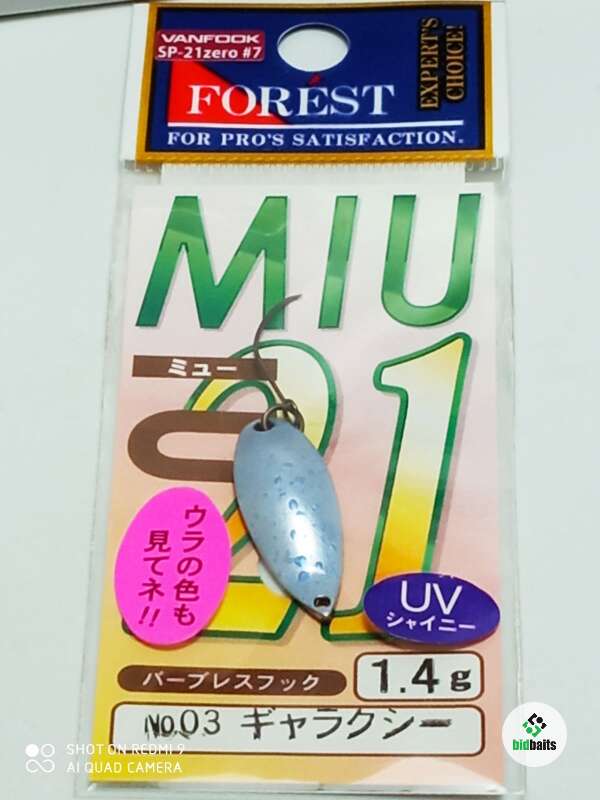 VANFOOK
SP-21zero #7
EXPERT'S
CHOICE!
FOREST
FOR PRO'S SATISFACTION.
MIU
ミュー
21
ウラの色も
見てネ!!
UV
シャイニー
バーブレスフック
1.4g
No.03 ギャラクシー
SHOT ON REDMI 9
AI QUAD CAMERA
bidbaits